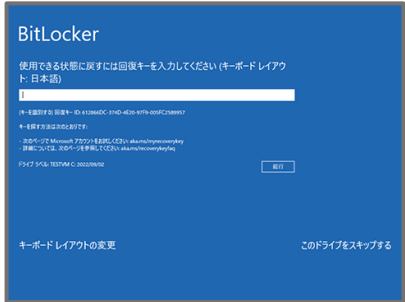 BitLocker
使用できる状態に戻すには回復キーを入力してください (キーボード レイアウ
ト: 日本語)
(キーを識別する) 回復キー ID: 612866DC-374D-4E20-97F9-005FC2589957
キーを探す方法は次のとおりです:
- 次のページで Microsoft アカウントをお試しください: aka.ms/myrecoverykey
- 詳細については、次のページを参照してください: aka.ms/recoverykeyfaq
ドライブ ラベル: TESTVM C: 2022/09/02
続行
キーボード レイアウトの変更
このドライブをスキップする